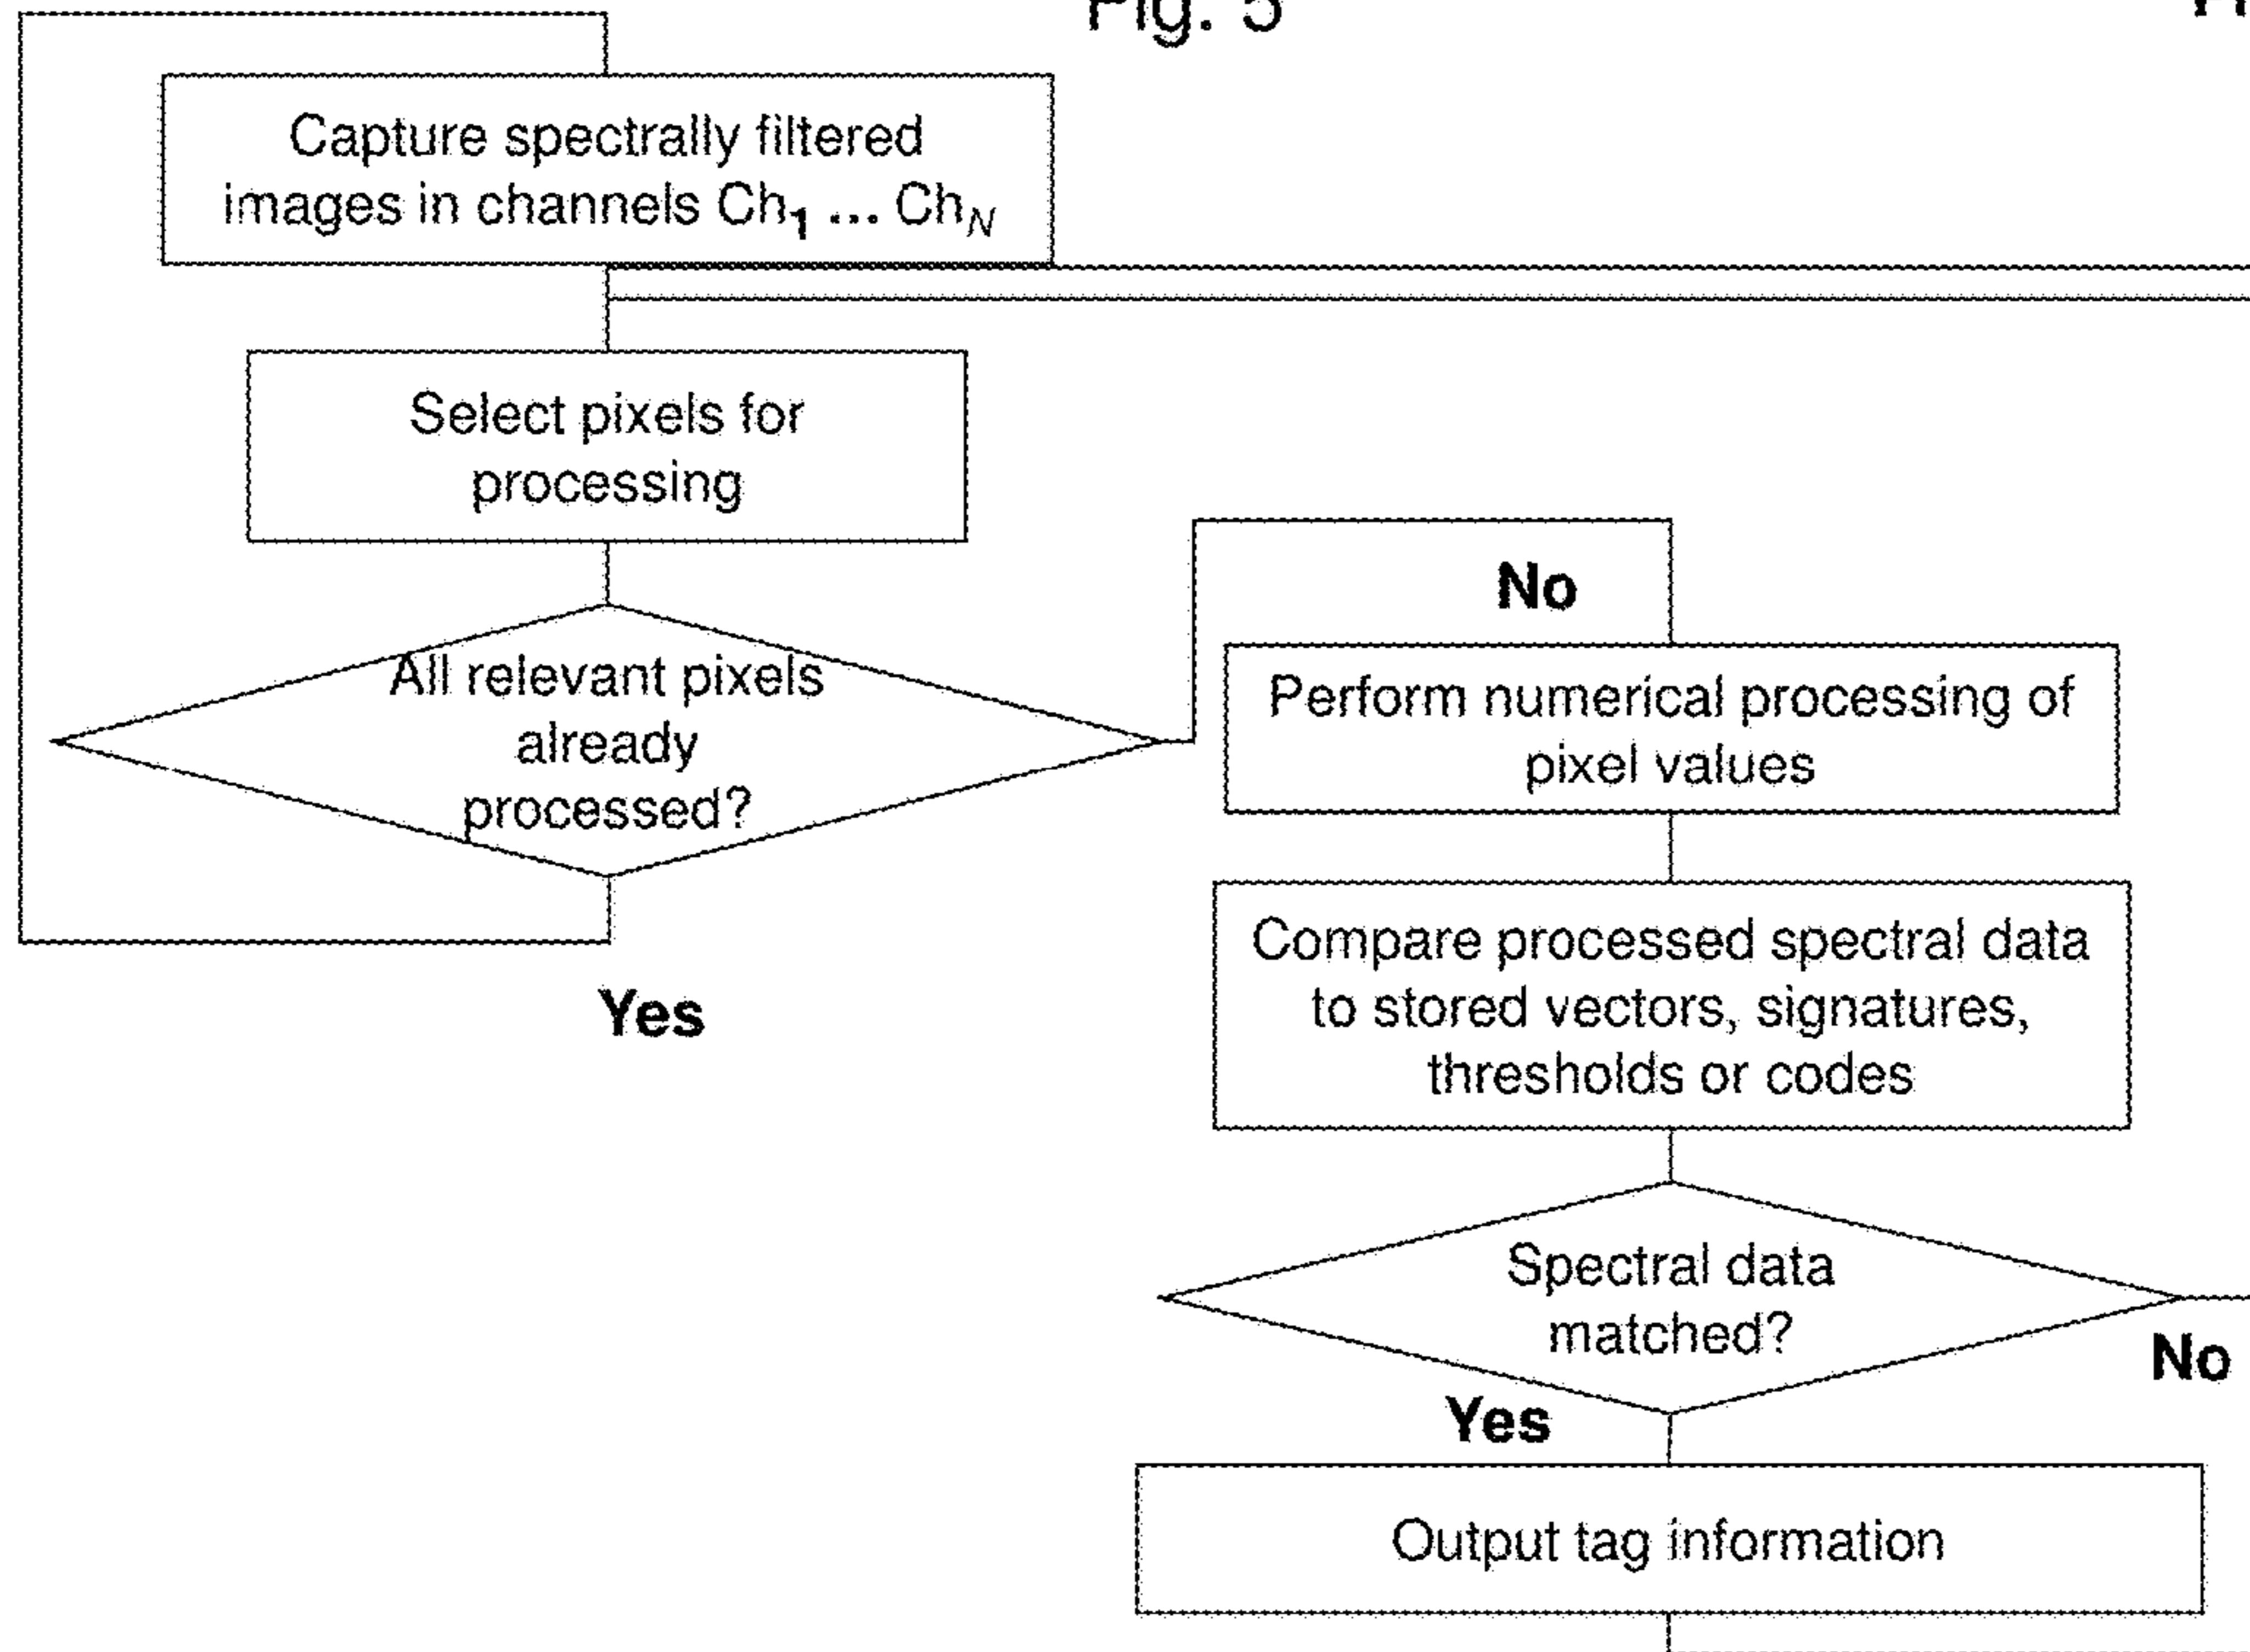 Fig. 5
Capture spectrally filtered
images in channels Ch1 ... ChN
Select pixels for
processing
All relevant pixels
already
processed?
Yes
No
Perform numerical processing of
pixel values
Compare processed spectral data
to stored vectors, signatures,
thresholds or codes
Spectral data
matched?
No
Yes
Output tag information